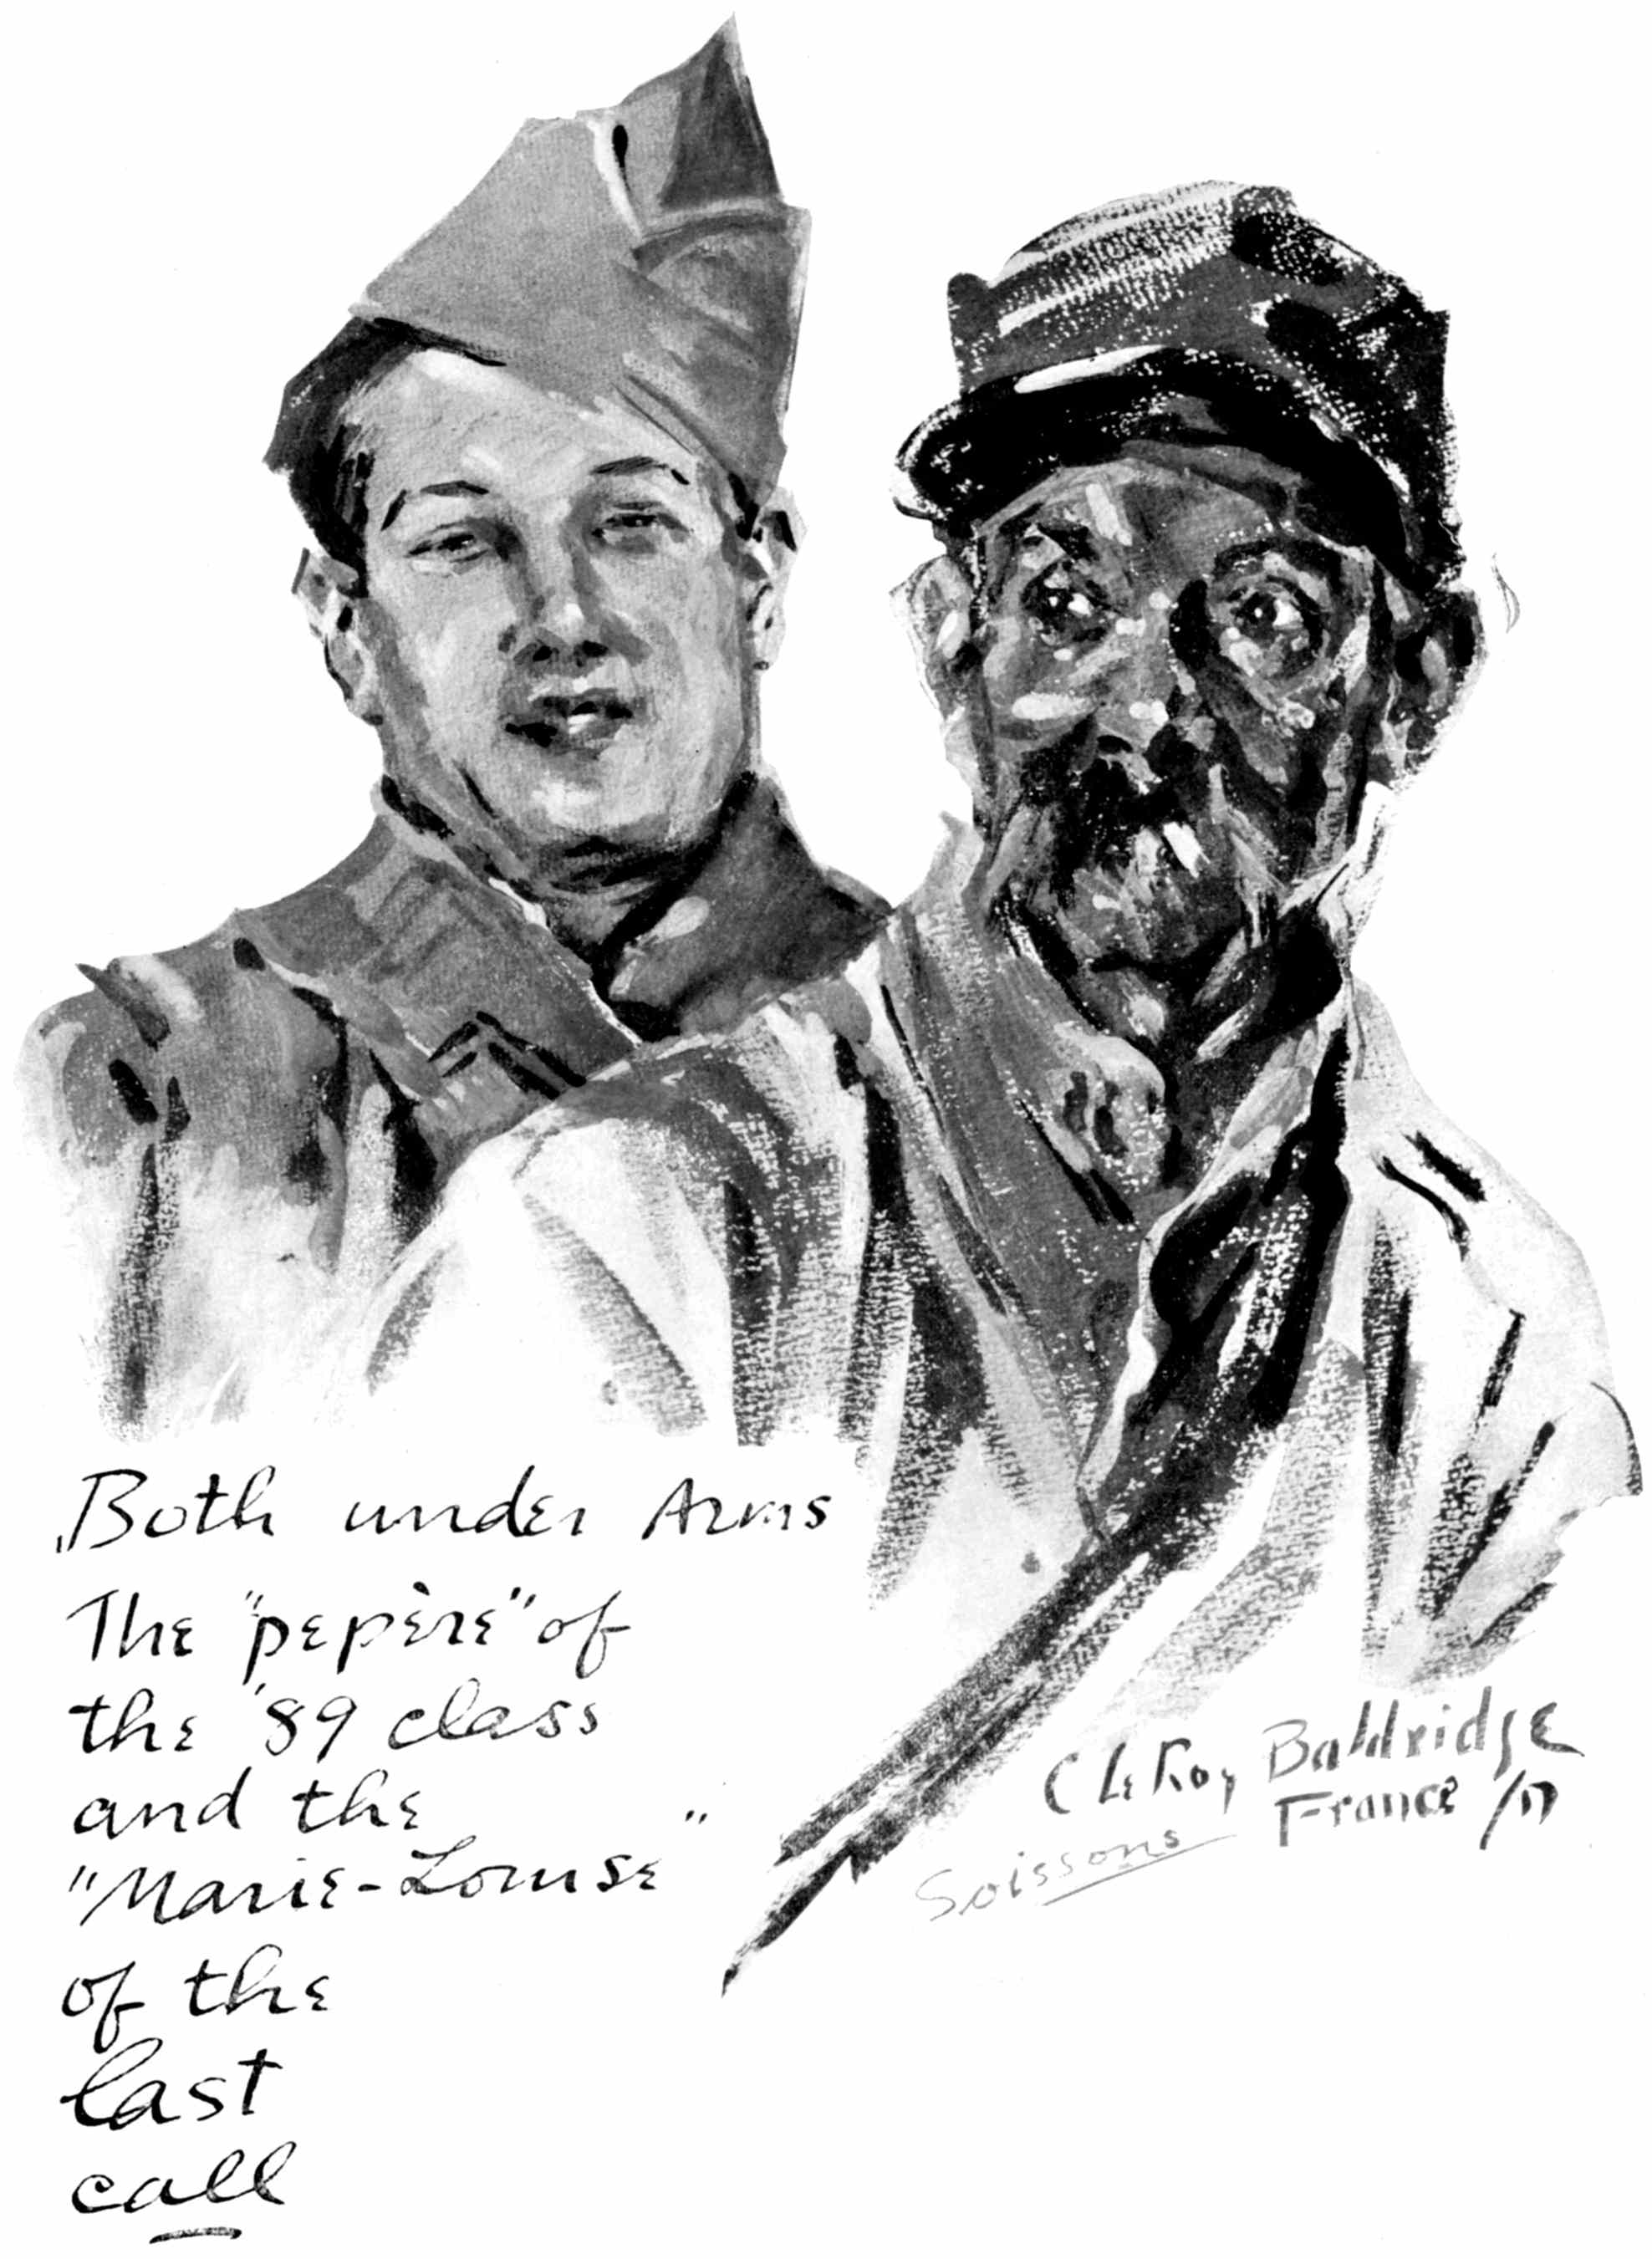 Both under Arms
The "pepère" of
the '89 class
and the
"Marie-Louise"
of the
last
call
C LeRoy Baldridge
France /17
Soissons